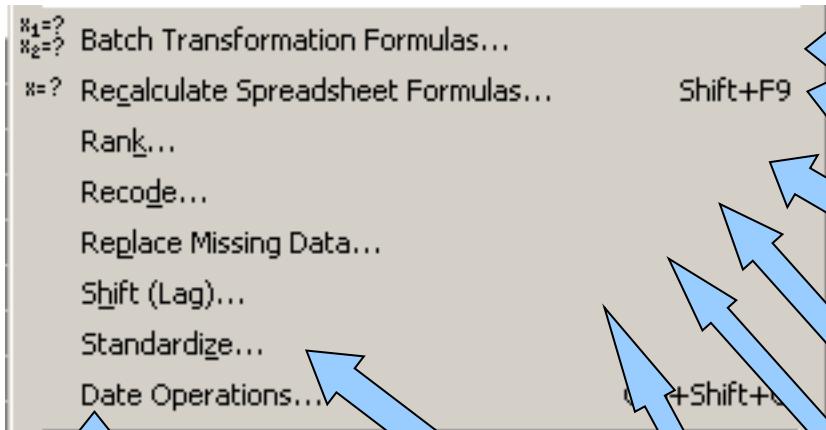 x1=?
x2=? Batch Transformation Formulas...
x=? Recalculate Spreadsheet Formulas... Shift+F9
Rank...
Recode...
Replace Missing Data...
Shift (Lag)...
Standardize...
Date Operations... +Shift+